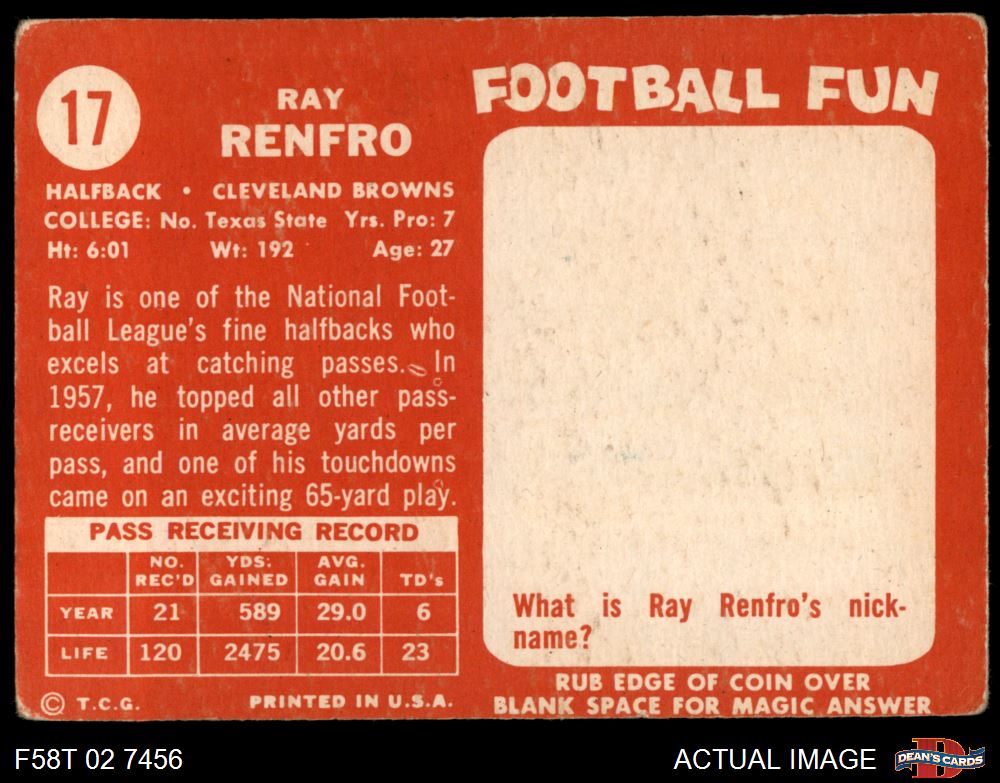 17
RAY
RENFRO
HALFBACK • CLEVELAND BROWNS
COLLEGE: No. Texas State Yrs. Pro: 7
Ht: 6:01 Wt: 192 Age: 27
Ray is one of the National Foot-
ball League's fine halfbacks who
excels at catching passes. In
1957, he topped all other pass-
receivers in average yards per
pass, and one of his touchdowns
came on an exciting 65-yard play.
PASS RECEIVING RECORD
NO. REC'D YDS. GAINED AVG. GAIN TD's
YEAR 21 589 29.0 6
LIFE 120 2475 20.6 23
© T.C.G. PRINTED IN U.S.A.
FOOTBALL FUN
What is Ray Renfro's nick-
name?
RUB EDGE OF COIN OVER
BLANK SPACE FOR MAGIC ANSWER
F58T 02 7456
ACTUAL IMAGE
DEAN'S CARDS